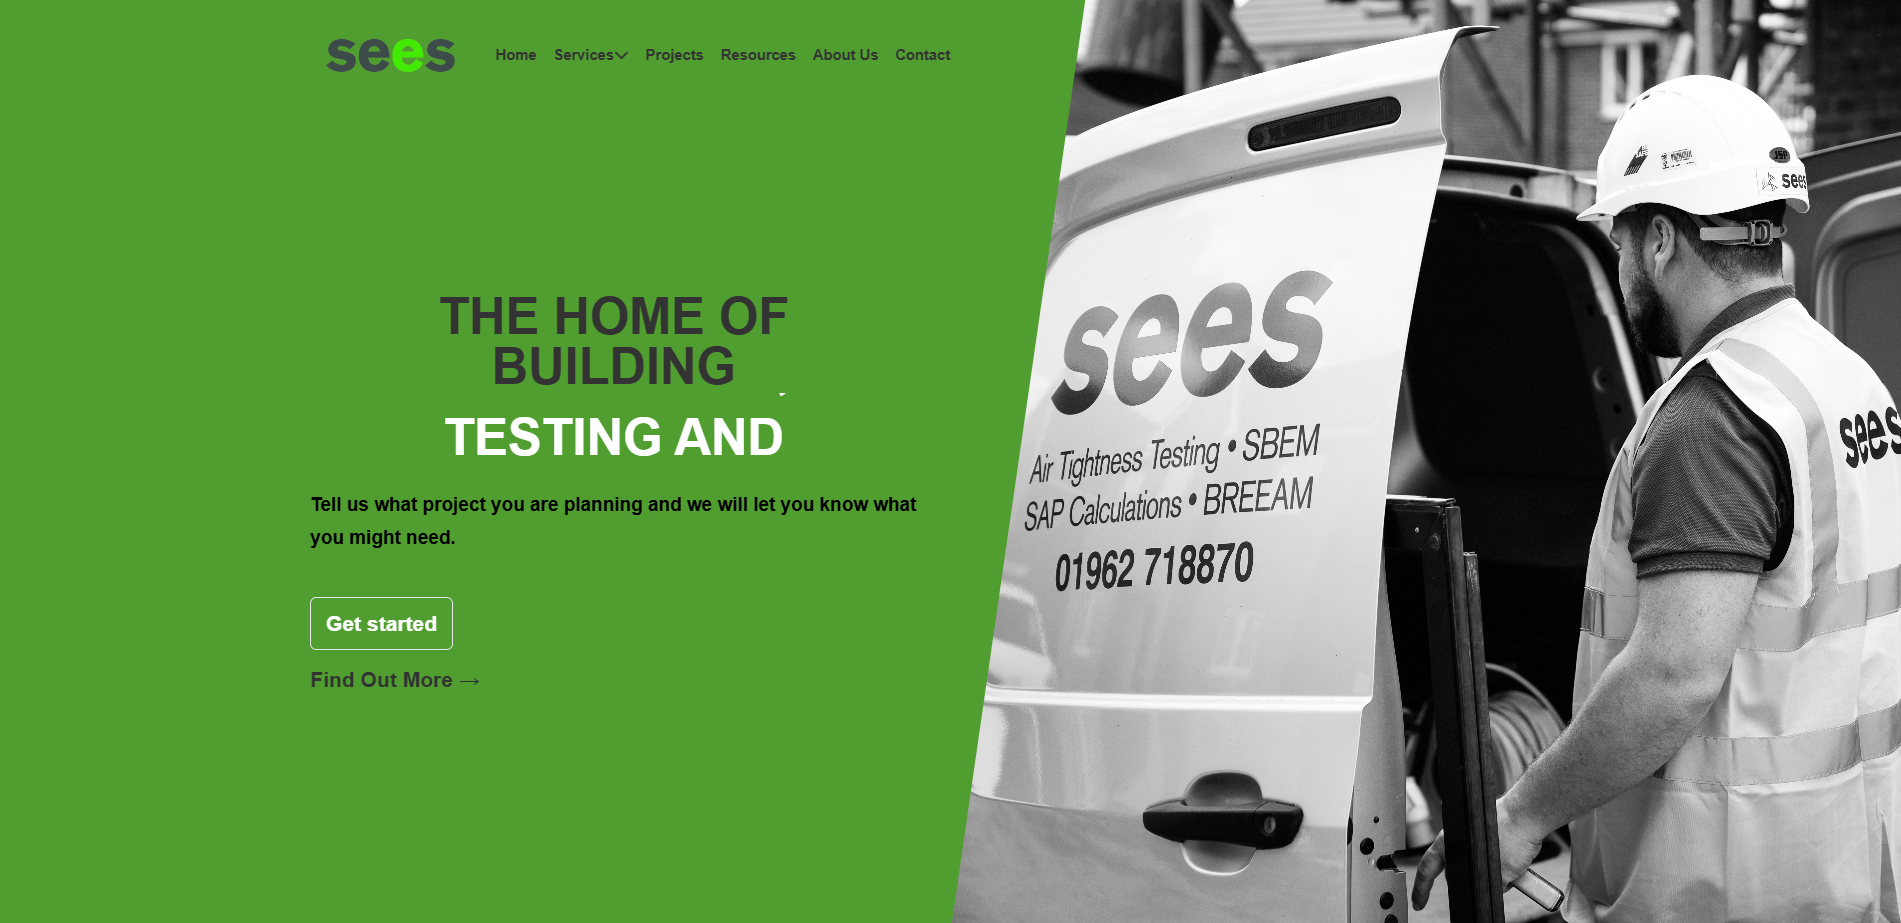 sees
Home Services Projects Resources About Us Contact
THE HOME OF
BUILDING
TESTING AND
Tell us what project you are planning and we will let you know what
you might need.
Get started
Find Out More →
sees
Air Tightness Testing • SBEM
SAP Calculations • BREEAM
01962 718870
JSP
sees
sees